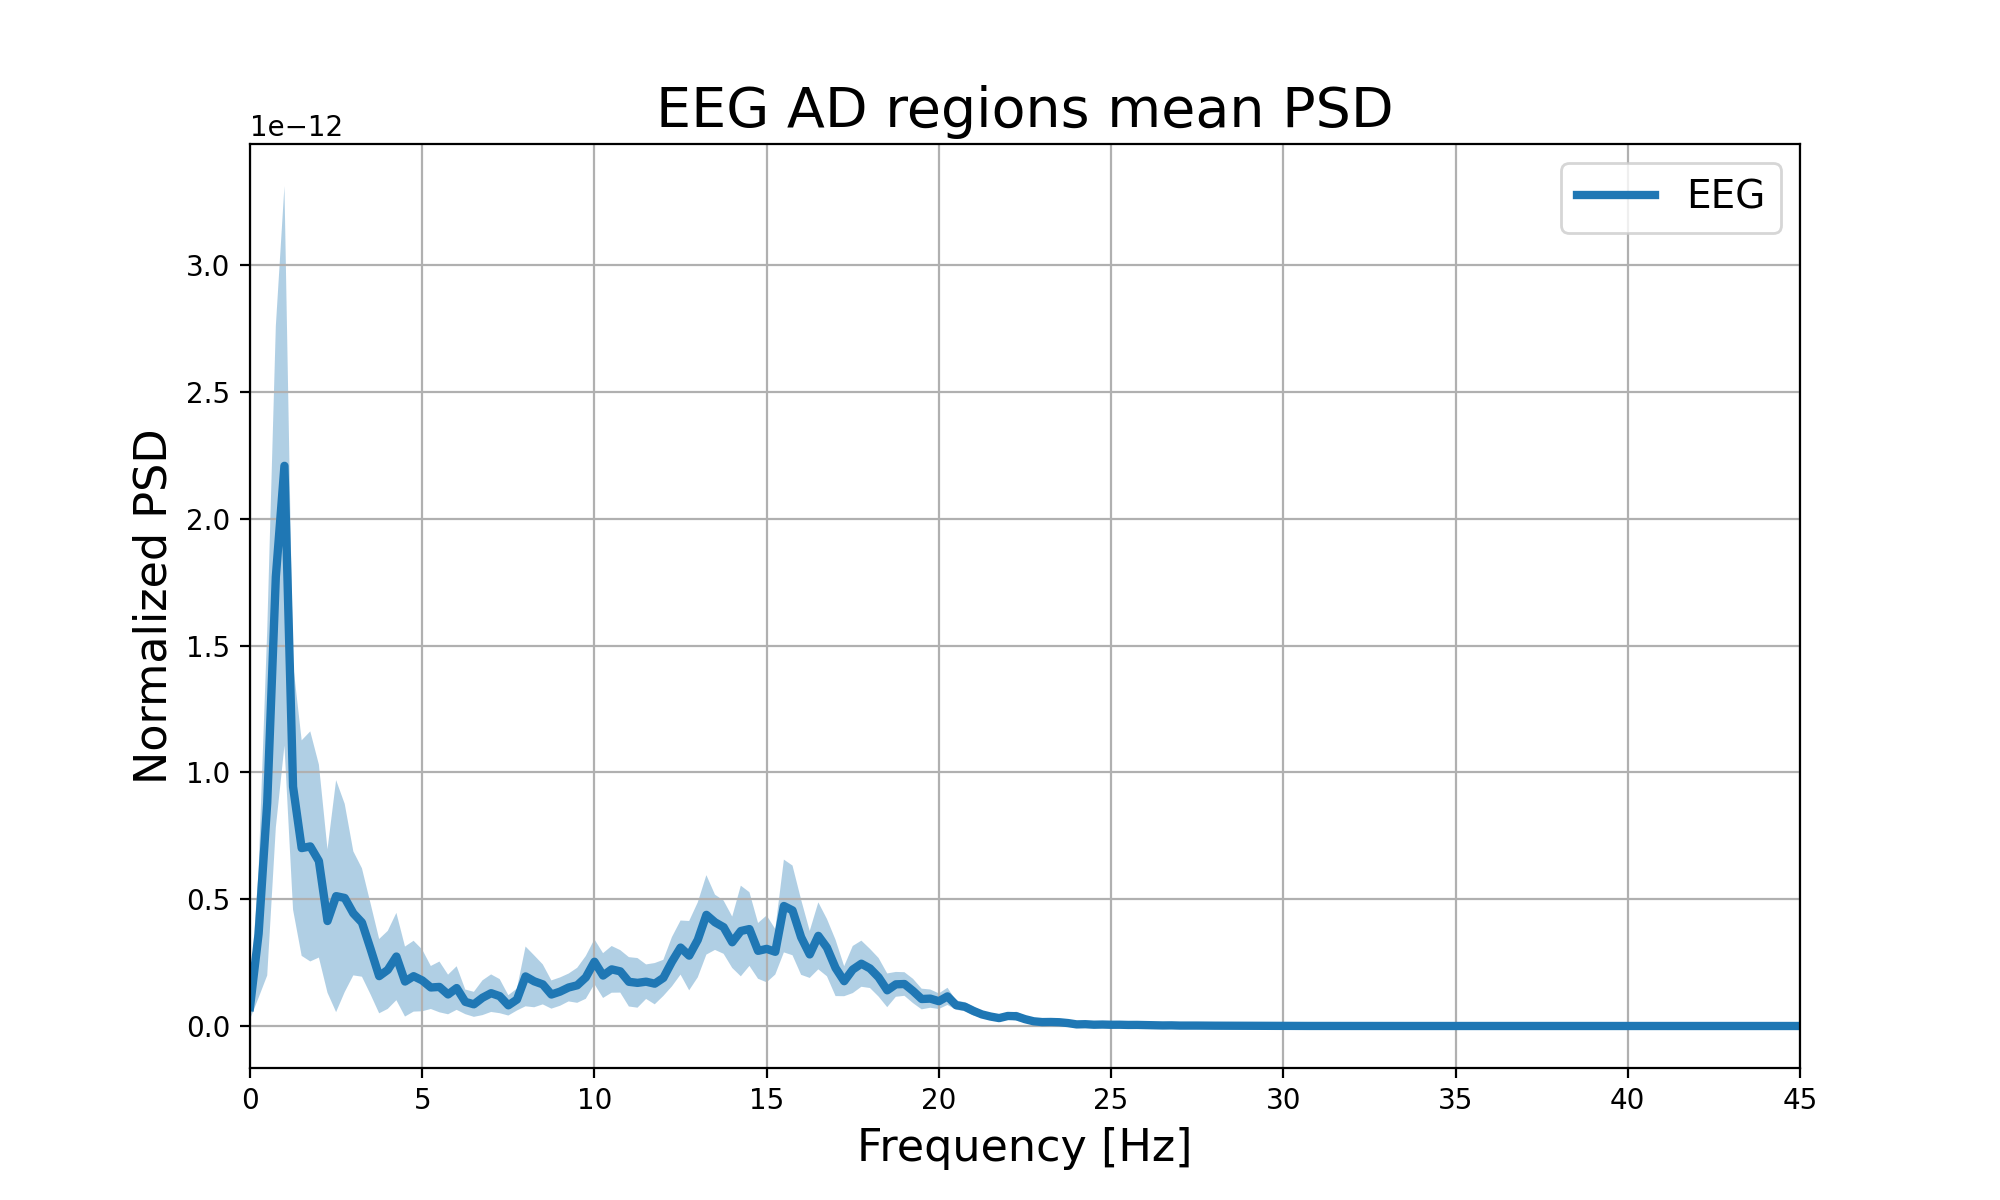 EEG AD regions mean PSD
1e−12
EEG
3.0
2.5
2.0
1.5
1.0
0.5
0.0
Normalized PSD
0 5 10 15 20 25 30 35 40 45
Frequency [Hz]